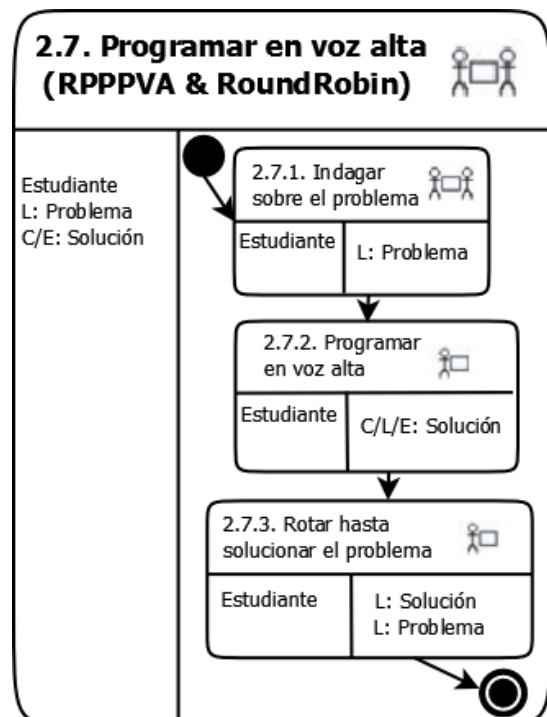 2.7. Programar en voz alta
(RPPPVA & RoundRobin)
Estudiante
L: Problema
C/E: Solución
2.7.1. Indagar
sobre el problema
Estudiante
L: Problema
2.7.2. Programar
en voz alta
Estudiante
C/L/E: Solución
2.7.3. Rotar hasta
solucionar el problema
Estudiante
L: Solución
L: Problema